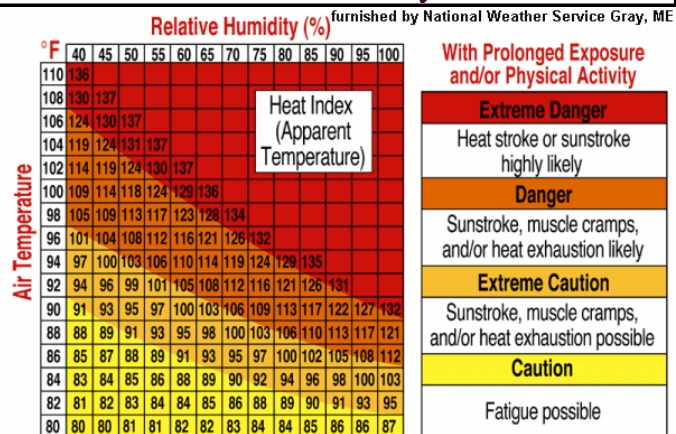 Relative Humidity (%)
furnished by National Weather Service Gray, ME
°F 40 45 50 55 60 65 70 75 80 85 90 95 100
110 136
108 130 137
106 124 130 137
104 119 124 131 137
102 114 119 124 130 137
100 109 114 118 124 129 136
98 105 109 113 117 123 128 134
96 101 104 108 112 116 121 126 132
94 97 100 103 106 110 114 119 124 129 135
92 94 96 99 101 105 108 112 116 121 126 131
90 91 93 95 97 100 103 106 109 113 117 122 127 132
88 88 89 91 93 95 98 100 103 106 110 113 117 121
86 85 87 88 89 91 93 95 97 100 102 105 108 112
84 83 84 85 86 88 89 90 92 94 96 98 100 103
82 81 82 83 84 84 85 86 88 89 90 91 93 95
80 80 80 81 81 82 82 83 84 84 85 86 86 87
Air Temperature
Heat Index
(Apparent
Temperature)
With Prolonged Exposure
and/or Physical Activity
Extreme Danger
Heat stroke or sunstroke
highly likely
Danger
Sunstroke, muscle cramps,
and/or heat exhaustion likely
Extreme Caution
Sunstroke, muscle cramps,
and/or heat exhaustion possible
Caution
Fatigue possible